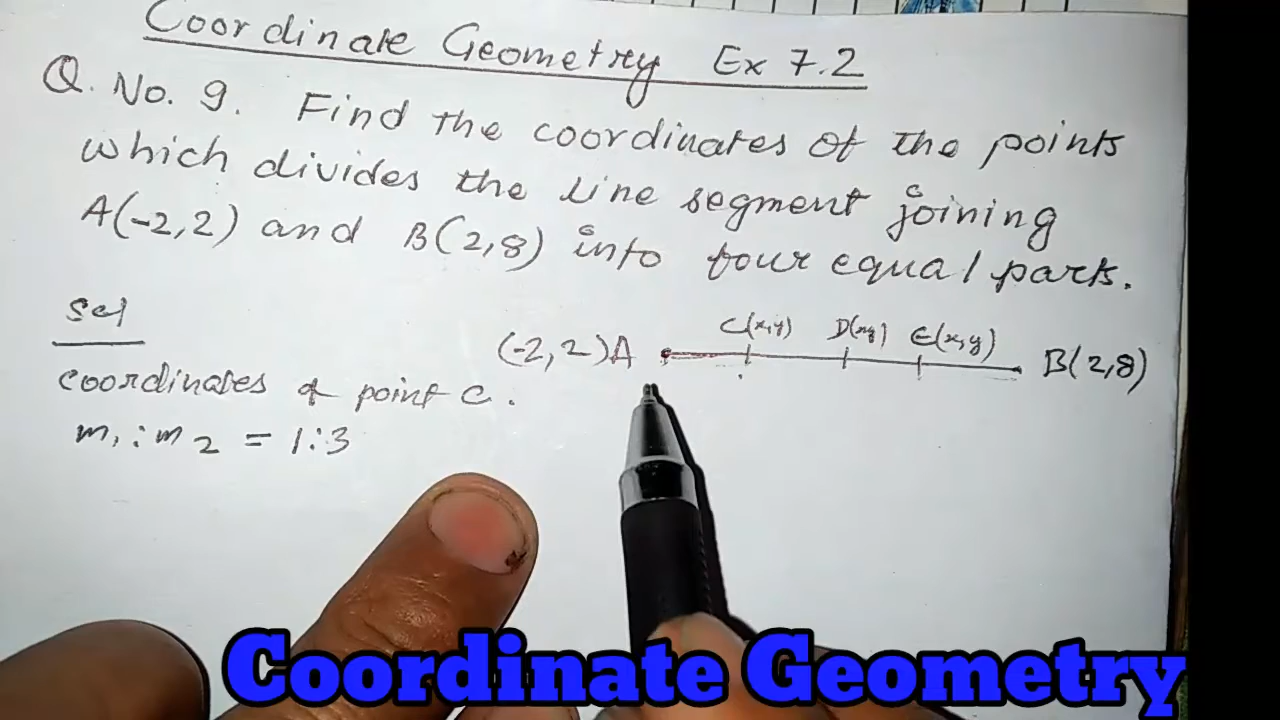 Coordinate Geometry Ex 7.2
Q. No. 9. Find the coordinates of the points
which divides the line segment joining
A(-2,2) and B(2,8) into four equal parts.
Sol
C(x,y) D(x,y) E(x,y)
(-2,2)A B(2,8)
coordinates of point C.
m₁:m₂ = 1:3
Coordinate Geometry